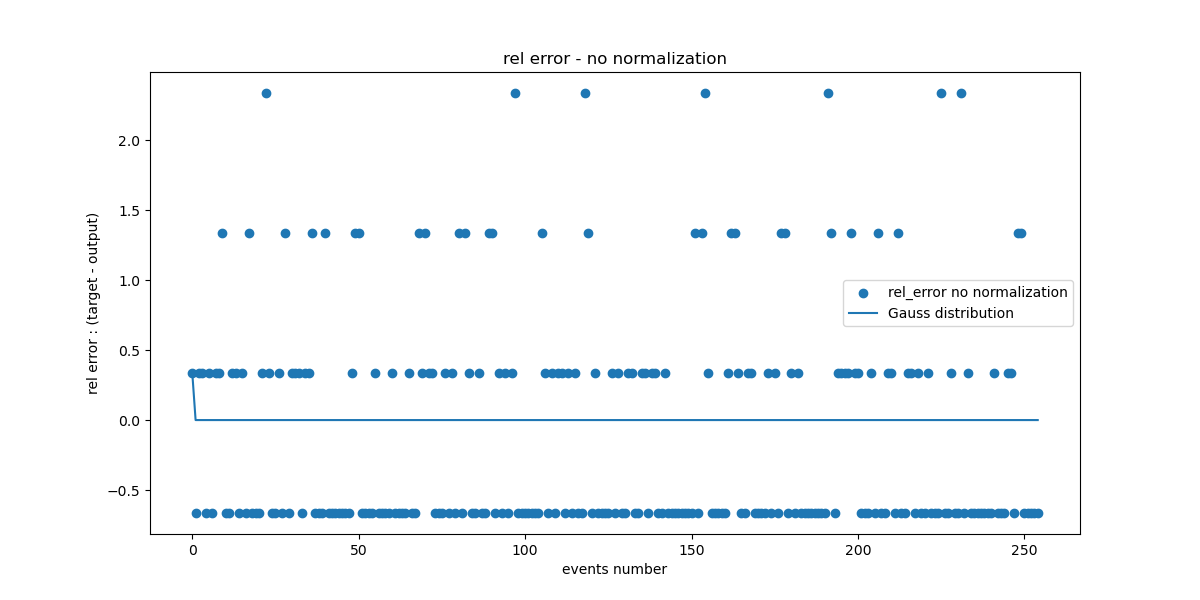 rel error - no normalization
2.0
1.5
1.0
0.5
0.0
−0.5
rel error : (target - output)
rel_error no normalization
Gauss distribution
0 50 100 150 200 250
events number